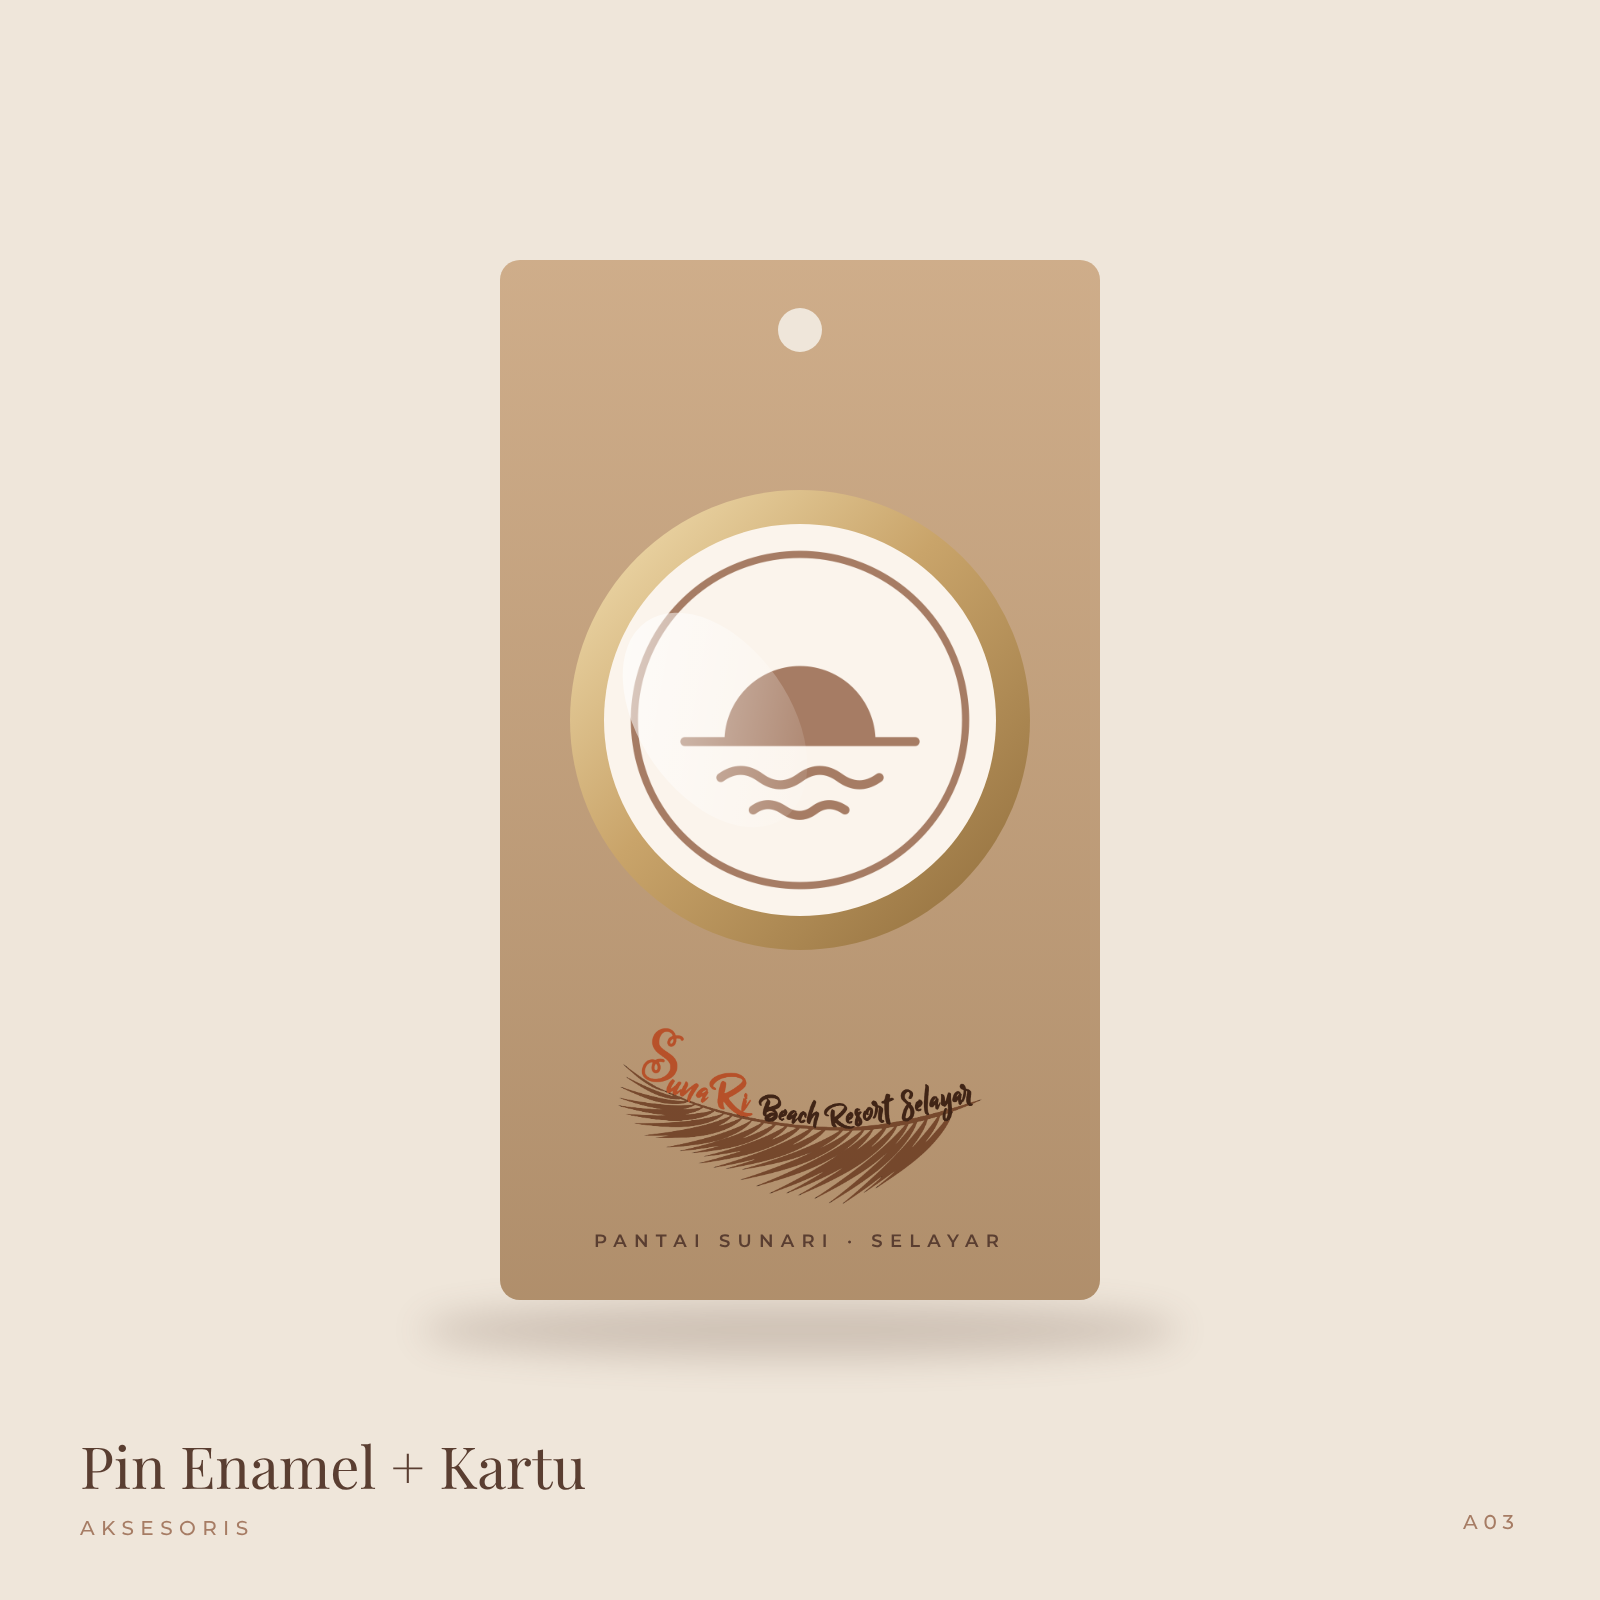 SunaRi Beach Resort Selayar
PANTAI SUNARI · SELAYAR
Pin Enamel + Kartu
AKSESORIS
A03